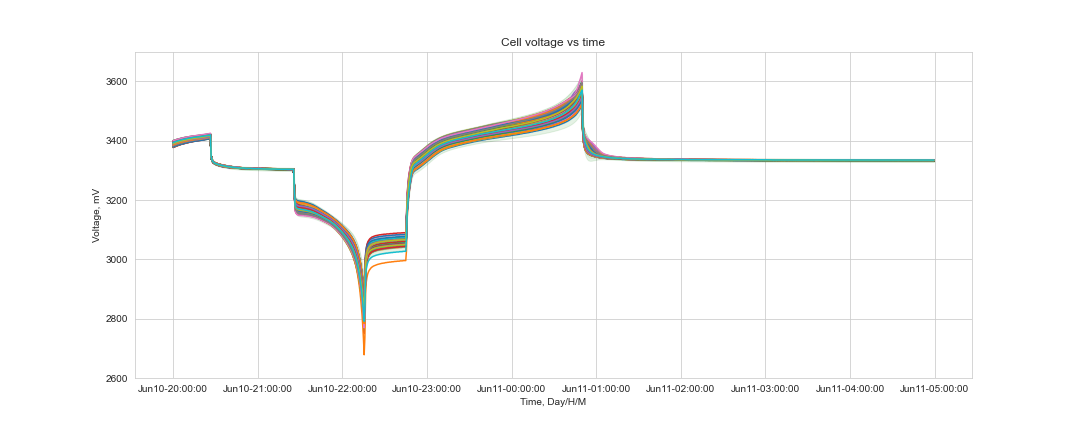 Cell voltage vs time
3600
3400
3200
3000
2800
2600
Voltage, mV
Jun10-20:00:00 Jun10-21:00:00 Jun10-22:00:00 Jun10-23:00:00 Jun11-00:00:00 Jun11-01:00:00 Jun11-02:00:00 Jun11-03:00:00 Jun11-04:00:00 Jun11-05:00:00
Time, Day/H/M